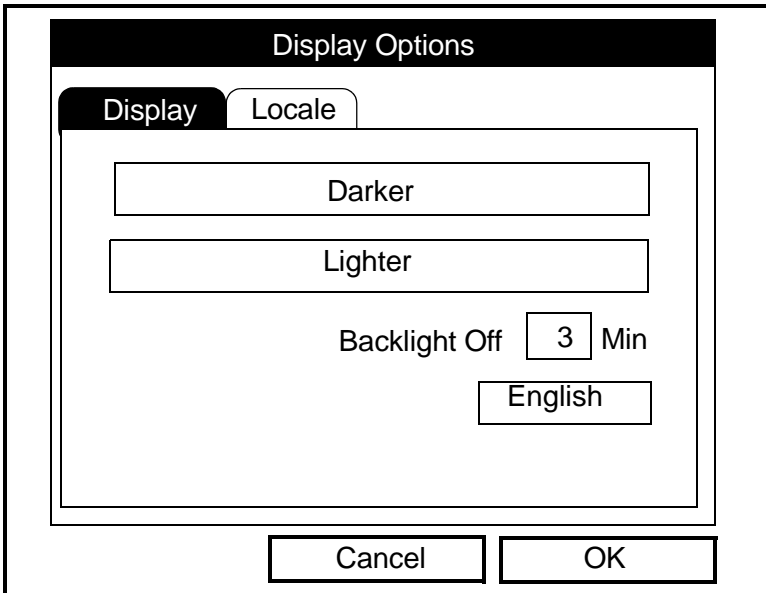 Display Options
Display Locale
Darker
Lighter
Backlight Off 3 Min
English
Cancel OK